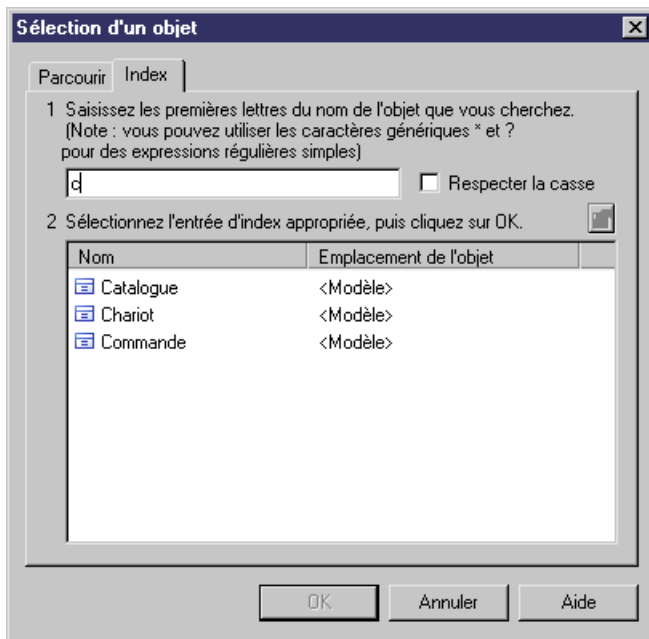 Sélection d'un objet
Parcourir Index
1 Saisissez les premières lettres du nom de l'objet que vous cherchez.
(Note : vous pouvez utiliser les caractères génériques * et ?
pour des expressions régulières simples)
c Respecter la casse
2 Sélectionnez l'entrée d'index appropriée, puis cliquez sur OK.
Nom Emplacement de l'objet
Catalogue <Modèle>
Chariot <Modèle>
Commande <Modèle>
OK Annuler Aide